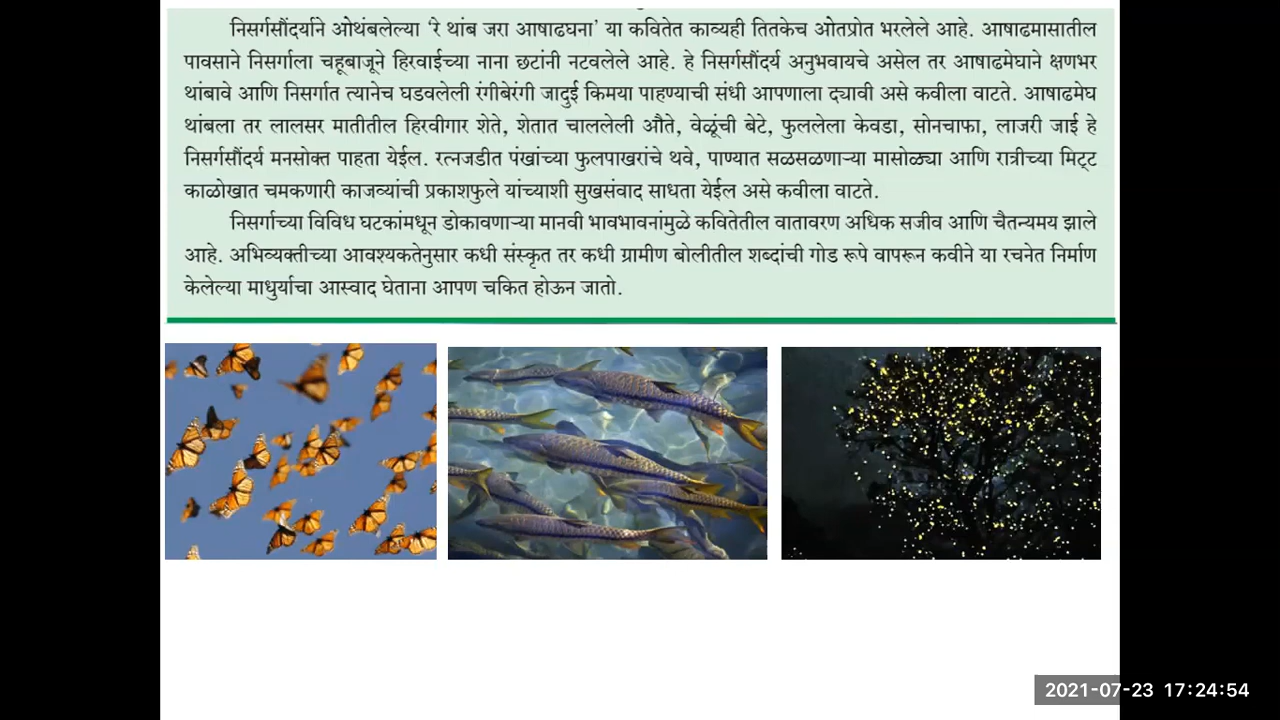 निसर्गसौंदर्याने ओथंबलेल्या ‘रे थांब जरा आषाढघना’ या कवितेत काव्यही तितकेच ओतप्रोत भरलेले आहे. आषाढमासातील
पावसाने निसर्गाला चहूबाजूने हिरवाईच्या नाना छटांनी नटवलेले आहे. हे निसर्गसौंदर्य अनुभवायचे असेल तर आषाढमेघाने क्षणभर
थांबावे आणि निसर्गात त्यानेच घडवलेली रंगीबेरंगी जादुई किमया पाहण्याची संधी आपणाला द्यावी असे कवीला वाटते. आषाढमेघ
थांबला तर लालसर मातीतील हिरवीगार शेते, शेतात चाललेली औते, वेळूंची बेटे, फुललेला केवडा, सोनचाफा, लाजरी जाई हे
निसर्गसौंदर्य मनसोक्त पाहता येईल. रत्नजडीत पंखांच्या फुलपाखरांचे थवे, पाण्यात सळसळणाऱ्या मासोळ्या आणि रात्रीच्या मिट्ट
काळोखात चमकणारी काजव्यांची प्रकाशफुले यांच्याशी सुखसंवाद साधता येईल असे कवीला वाटते.
निसर्गाच्या विविध घटकांमधून डोकावणाऱ्या मानवी भावभावनांमुळे कवितेतील वातावरण अधिक सजीव आणि चैतन्यमय झाले
आहे. अभिव्यक्तीच्या आवश्यकतेनुसार कधी संस्कृत तर कधी ग्रामीण बोलीतील शब्दांची गोड रूपे वापरून कवीने या रचनेत निर्माण
केलेल्या माधुर्याचा आस्वाद घेताना आपण चकित होऊन जातो.
2021-07-23 17:24:54